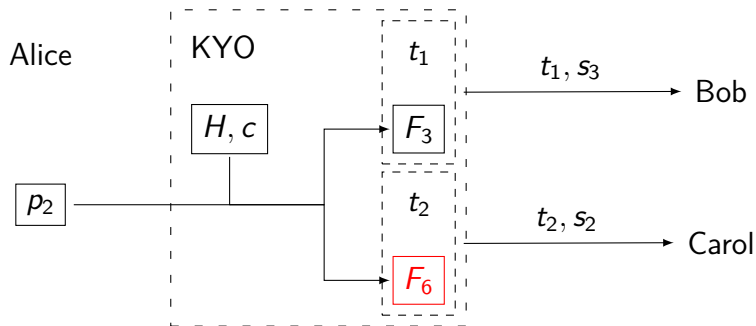 Alice
KYO
t₁
t₁, s₃
Bob
H, c
F₃
p₂
t₂
t₂, s₂
Carol
F₆